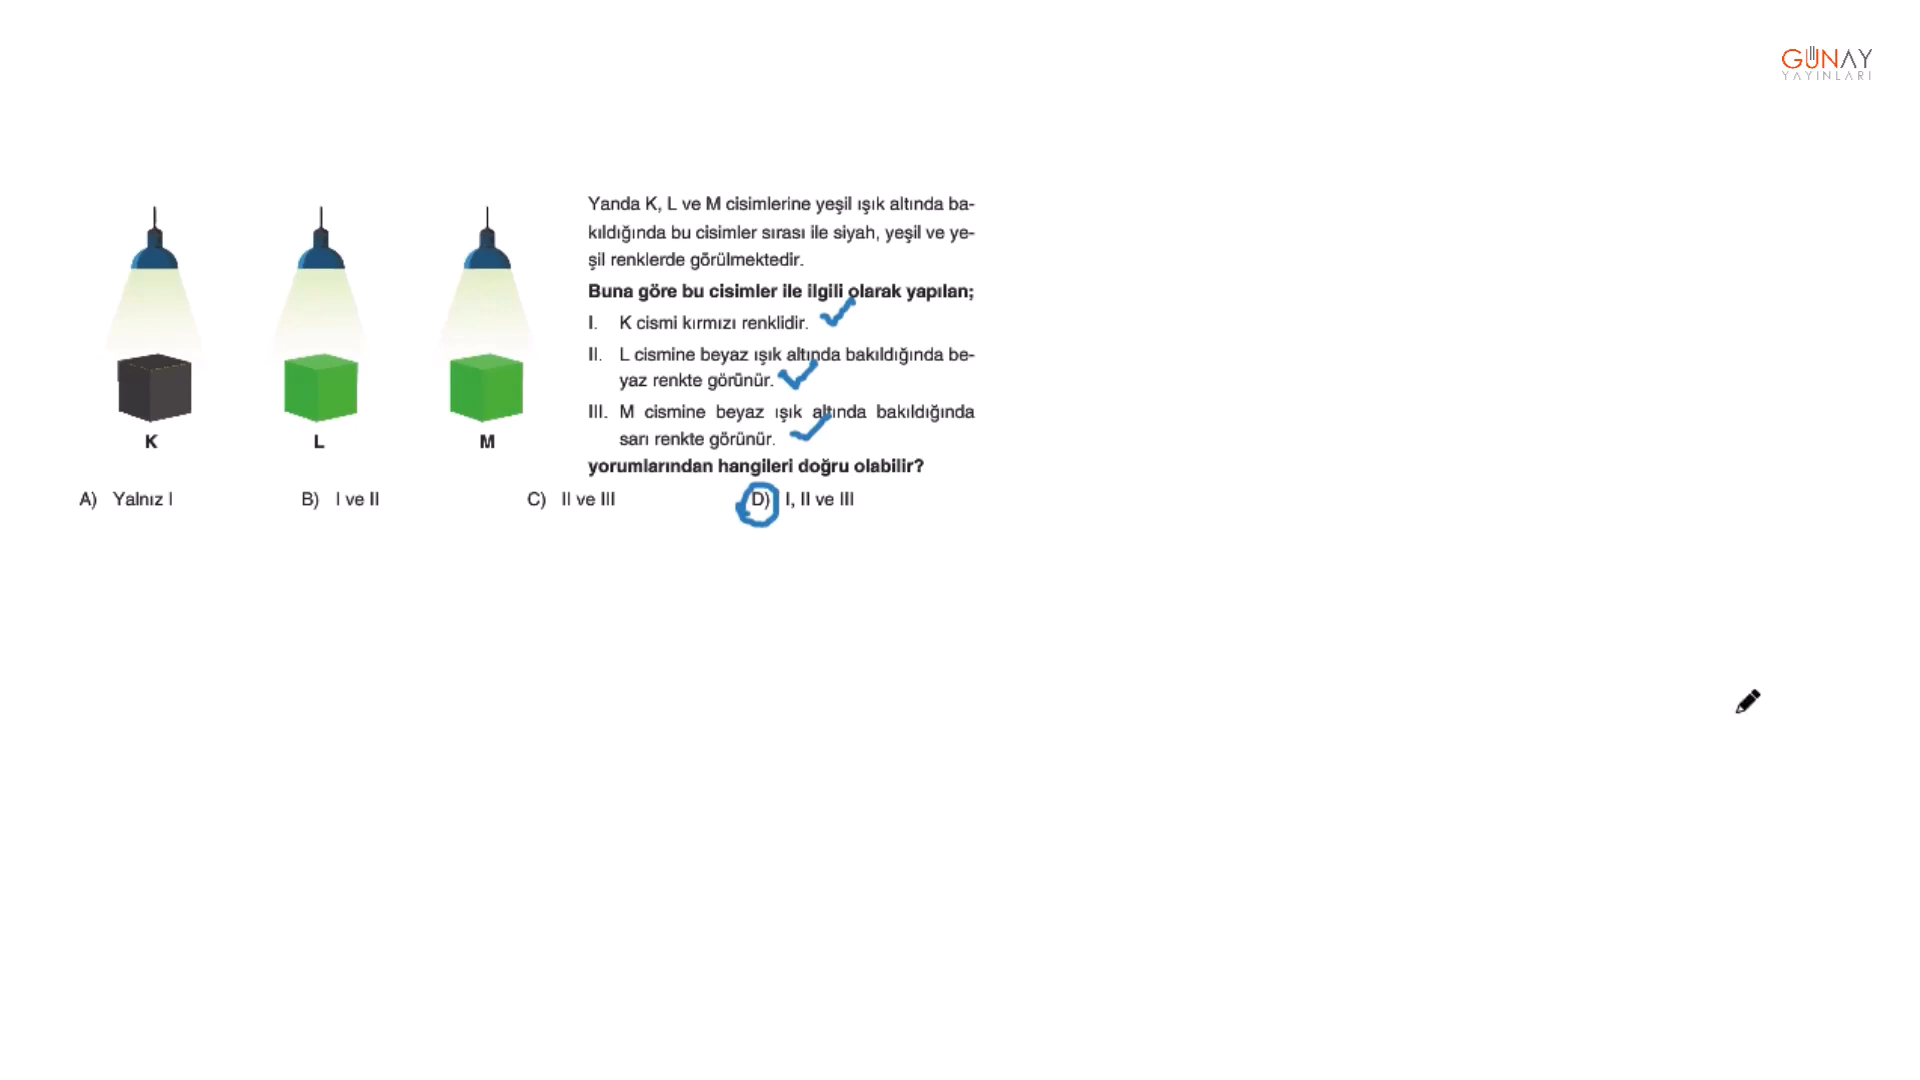 GÜNAY
YAYINLARI
Yanda K, L ve M cisimlerine yeşil ışık altında ba-
kıldığında bu cisimler sırası ile siyah, yeşil ve ye-
şil renklerde görülmektedir.
Buna göre bu cisimler ile ilgili olarak yapılan;
I. K cismi kırmızı renklidir.
II. L cismine beyaz ışık altında bakıldığında be-
yaz renkte görünür.
III. M cismine beyaz ışık altında bakıldığında
sarı renkte görünür.
yorumlarından hangileri doğru olabilir?
K L M
A) Yalnız I B) I ve II C) II ve III D) I, II ve III